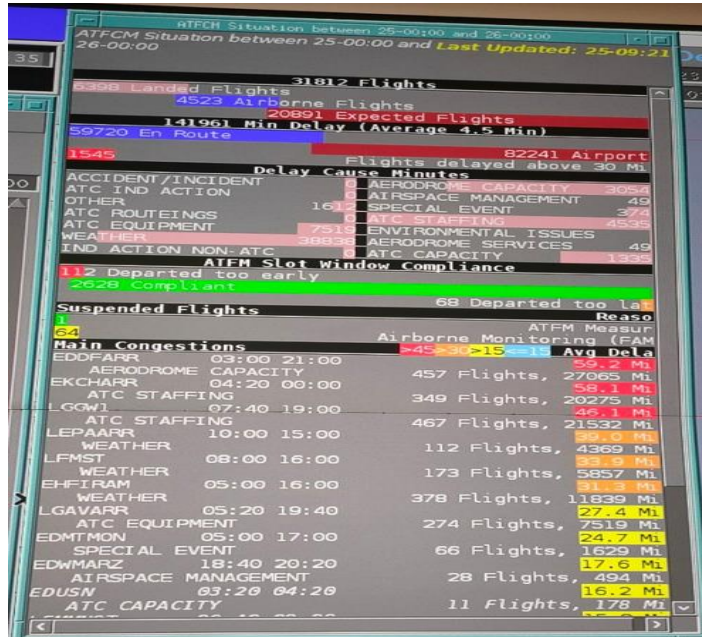 ATFCM Situation between 25-00:00 and 26-00:00
ATFCM Situation between 25-00:00 and Last Updated: 25-09:21
26-00:00
35
31812 Flights
6398 Landed Flights
4523 Airborne Flights
20891 Expected Flights
141961 Min Delay (Average 4.5 Min)
59720 En Route
82241 Airport
1545
Flights delayed above 30 Mi
Delay Cause Minutes
ACCIDENT/INCIDENT 0 AERODROME CAPACITY 3054
ATC IND ACTION 0 AIRSPACE MANAGEMENT 49
OTHER 1612 SPECIAL EVENT 374
ATC ROUTEINGS 0 ATC STAFFING 4535
ATC EQUIPMENT 7519 ENVIRONMENTAL ISSUES
WEATHER 38838 AERODROME SERVICES 49
IND ACTION NON-ATC 0 ATC CAPACITY 1335
ATFM Slot Window Compliance
112 Departed too early
2628 Compliant
68 Departed too lat
Suspended Flights Reaso
1 ATFM Measur
64 Airborne Monitoring (FAM
Main Congestions >45 >30 >15 <=15 Avg Dela
EDDFARR 03:00 21:00 59.2 Mi
AERODROME CAPACITY 457 Flights, 27065 Mi
EKCHARR 04:20 00:00 58.1 Mi
ATC STAFFING 349 Flights, 20275 Mi
LGGW1 07:40 19:00 46.1 Mi
ATC STAFFING 467 Flights, 21532 Mi
LEPAARR 10:00 15:00 39.0 Mi
WEATHER 112 Flights, 4369 Mi
LFMST 08:00 16:00 33.9 Mi
WEATHER 173 Flights, 5857 Mi
EHFIRAM 05:00 16:00 31.3 Mi
WEATHER 378 Flights, 11839 Mi
LGAVARR 05:20 19:40 27.4 Mi
ATC EQUIPMENT 274 Flights, 7519 Mi
EDMTMON 05:00 17:00 24.7 Mi
SPECIAL EVENT 66 Flights, 1629 Mi
EDWMARZ 18:40 20:20 17.6 Mi
AIRSPACE MANAGEMENT 28 Flights, 494 Mi
EDUSN 03:20 04:20 16.2 Mi
ATC CAPACITY 11 Flights, 178 Mi